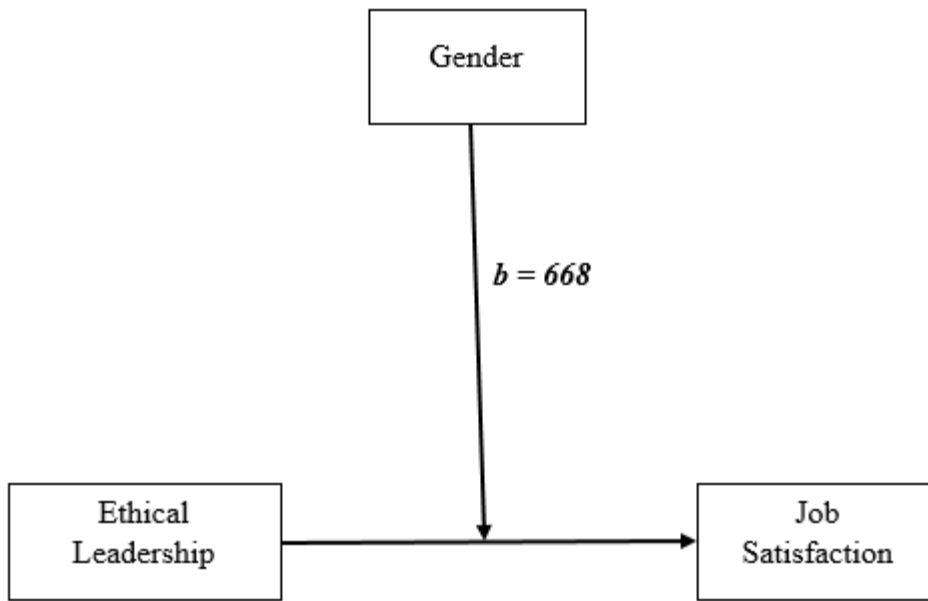 Gender
b = 668
Ethical
Leadership
Job
Satisfaction